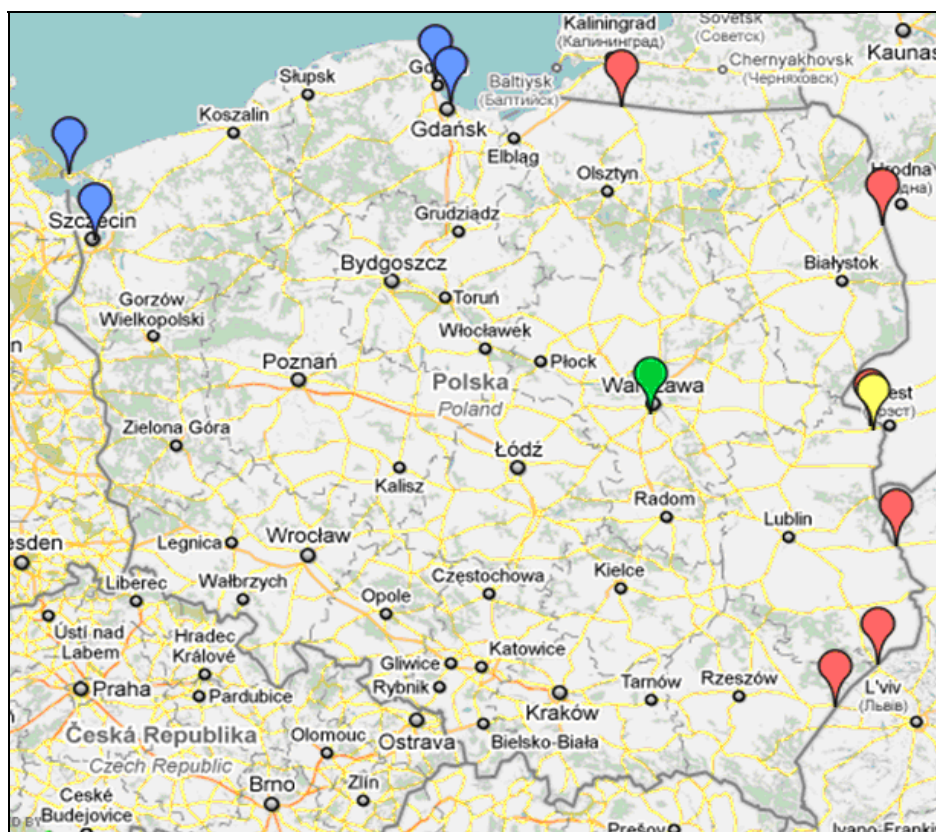 Kaliningrad
(Калининград)
Sovetsk
(Советск)
Kaunas
Chernyakhovsk
(Черняховск)
Baltiysk
(Балтийск)
Słupsk
Koszalin
Gdańsk
Elbląg
Olsztyn
Hrodna
Szczecin
Grudziądz
Białystok
Bydgoszcz
Toruń
Gorzów
Wielkopolski
Włocławek
Płock
Poznań
Polska
Poland
Warszawa
Zielona Góra
Łódź
Kalisz
Radom
Lublin
Legnica
Wrocław
Liberec
Wałbrzych
Częstochowa
Kielce
Opole
Ústí nad
Labem
Hradec
Králové
Gliwice
Katowice
Praha
Pardubice
Rybnik
Tarnów
Rzeszów
L'viv
(Львів)
Kraków
Česká Republika
Czech Republic
Olomouc
Ostrava
Bielsko-Biała
Brno
Zlín
České
Budejovice
Prešov